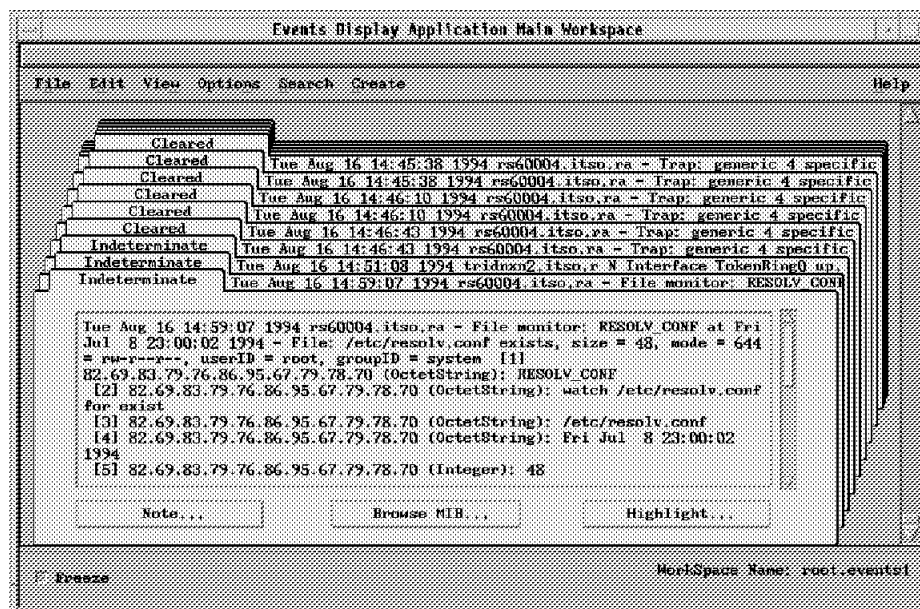 Events Display Application Main Workspace
File Edit View Options Search Create Help
Cleared
Cleared Tue Aug 16 14:45:38 1994 rs60004.itso.ra - Trap: generic 4 specific
Cleared Tue Aug 16 14:45:38 1994 rs60004.itso.ra - Trap: generic 4 specific
Cleared Tue Aug 16 14:46:10 1994 rs60004.itso.ra - Trap: generic 4 specific
Cleared Tue Aug 16 14:46:10 1994 rs60004.itso.ra - Trap: generic 4 specific
Cleared Tue Aug 16 14:46:43 1994 rs60004.itso.ra - Trap: generic 4 specific
Indeterminate Tue Aug 16 14:46:43 1994 rs60004.itso.ra - Trap: generic 4 specific
Indeterminate Tue Aug 16 14:51:08 1994 tridnxn2.itso.r N Interface TokenRing0 up.
Indeterminate Tue Aug 16 14:59:07 1994 rs60004.itso.ra - File monitor: RESOLV CONF
Tue Aug 16 14:59:07 1994 rs60004.itso.ra - File monitor: RESOLV_CONF at Fri
Jul 8 23:00:02 1994 - File: /etc/resolv.conf exists, size = 48, mode = 644
= rw-r--r--, userID = root, groupID = system [1]
82.69.83.79.76.86.95.67.79.78.70 (OctetString): RESOLV_CONF
[2] 82.69.83.79.76.86.95.67.79.78.70 (OctetString): watch /etc/resolv.conf
for exist
[3] 82.69.83.79.76.86.95.67.79.78.70 (OctetString): /etc/resolv.conf
[4] 82.69.83.79.76.86.95.67.79.78.70 (OctetString): Fri Jul 8 23:00:02
1994
[5] 82.69.83.79.76.86.95.67.79.78.70 (Integer): 48
Note... Browse MIB... Highlight...
Freeze WorkSpace Name: root.events1